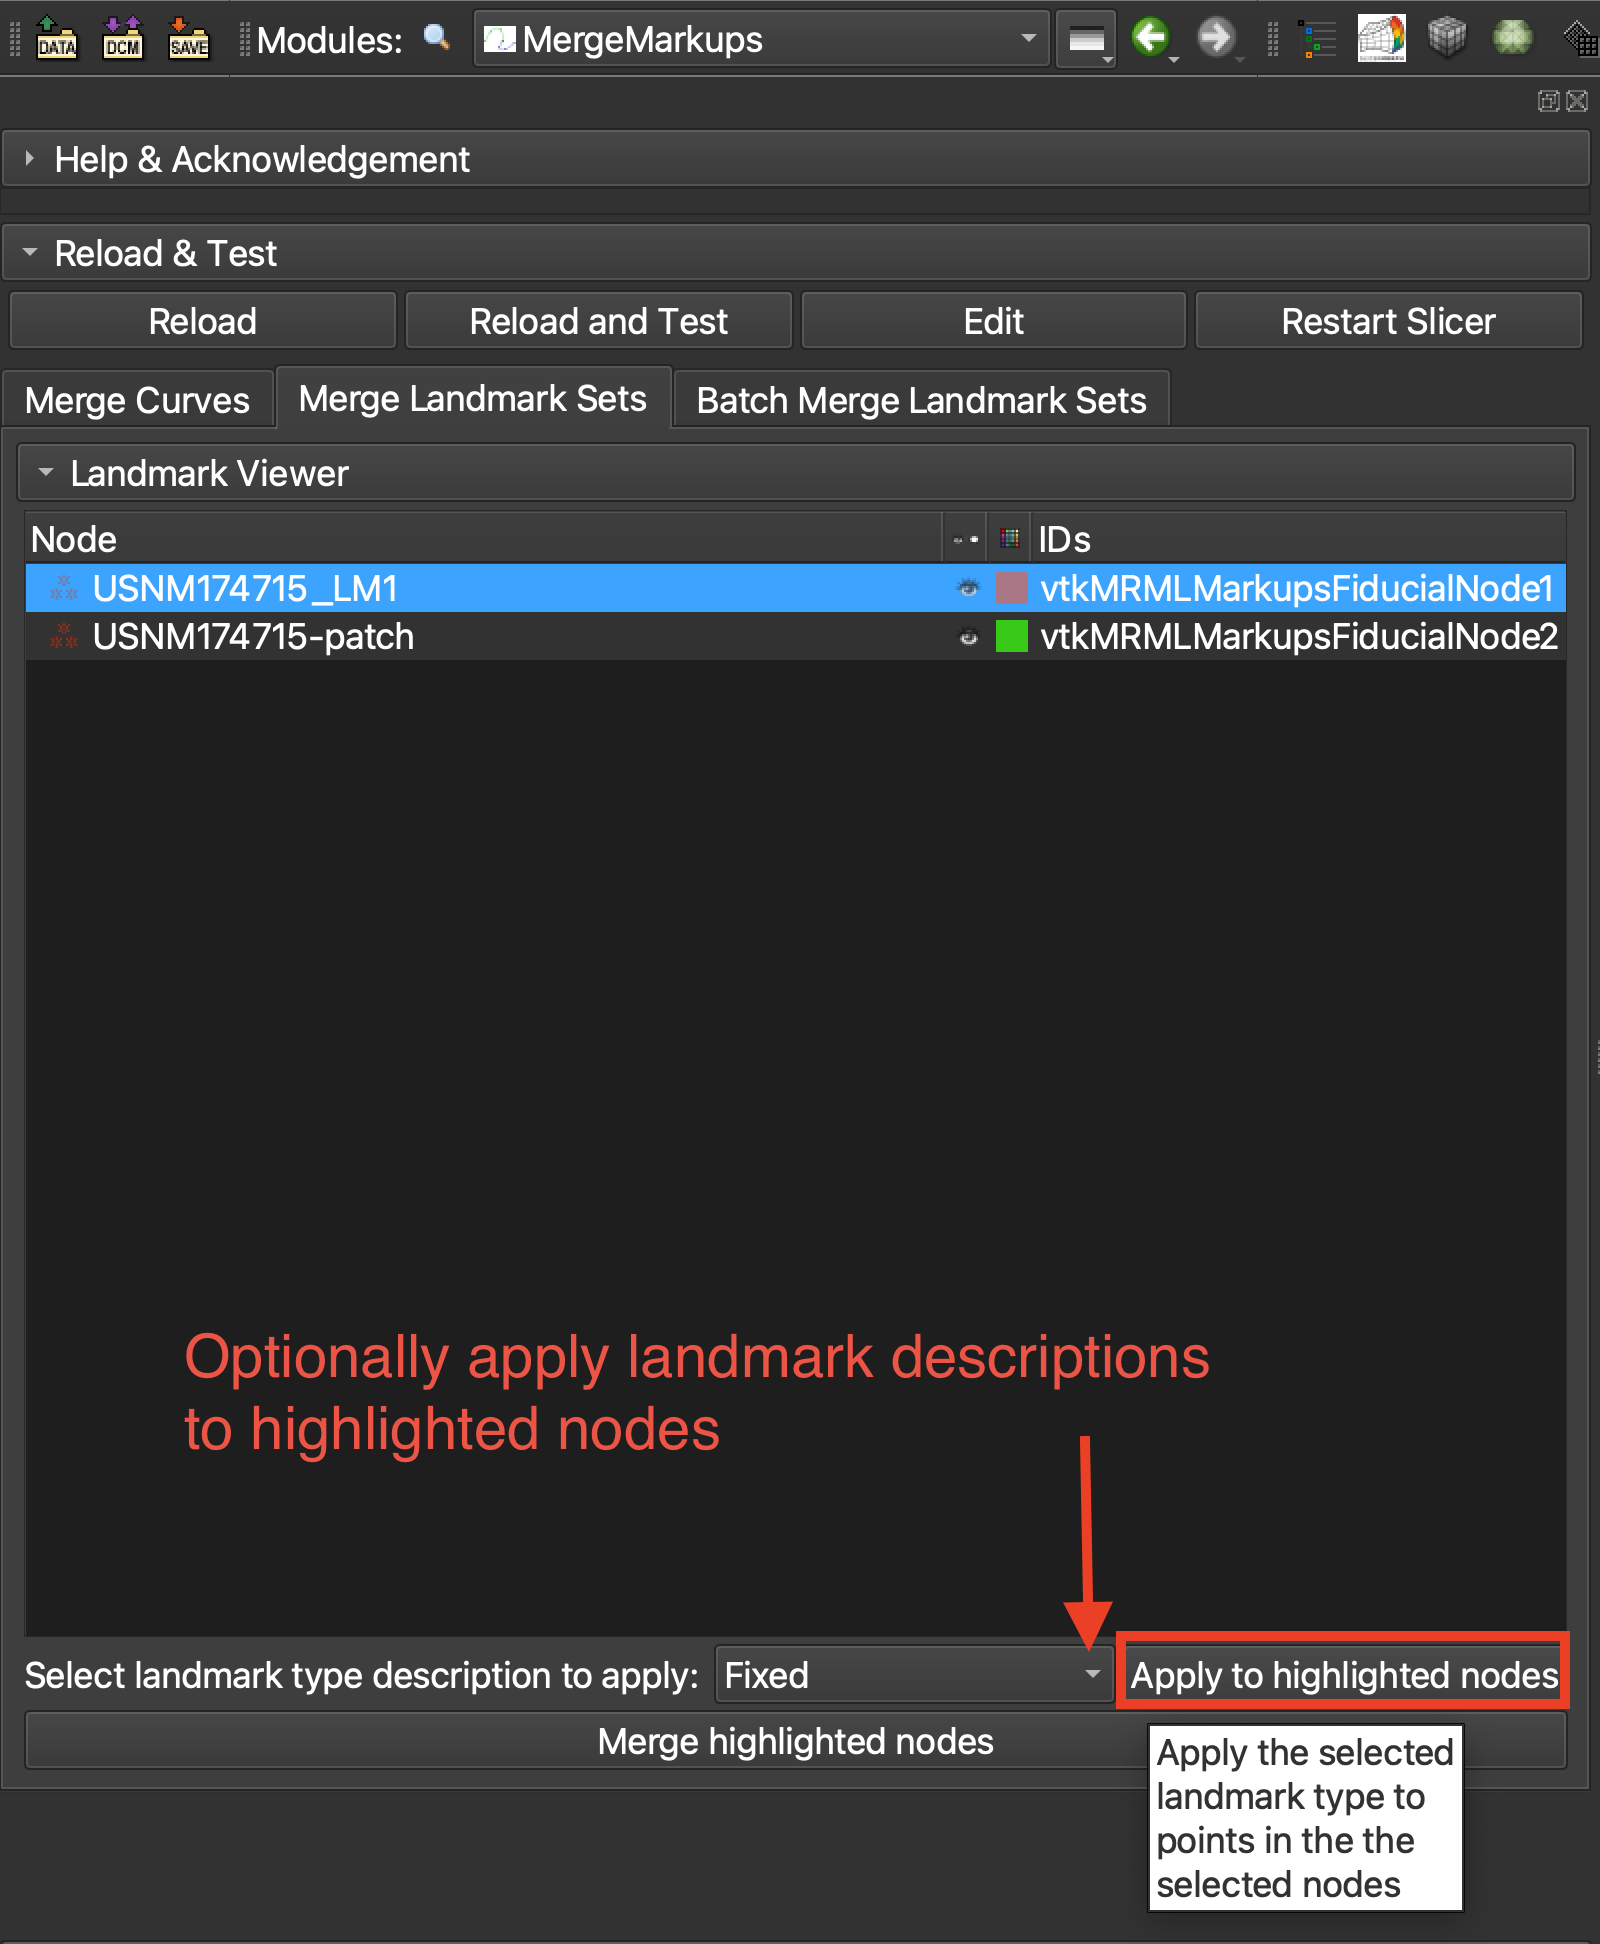 DATA DCM SAVE Modules: MergeMarkups
Help & Acknowledgement
Reload & Test
Reload Reload and Test Edit Restart Slicer
Merge Curves Merge Landmark Sets Batch Merge Landmark Sets
Landmark Viewer
Node IDs
USNM174715_LM1 vtkMRMLMarkupsFiducialNode1
USNM174715-patch vtkMRMLMarkupsFiducialNode2
Optionally apply landmark descriptions
to highlighted nodes
Select landmark type description to apply: Fixed Apply to highlighted nodes
Merge highlighted nodes
Apply the selected
landmark type to
points in the the
selected nodes